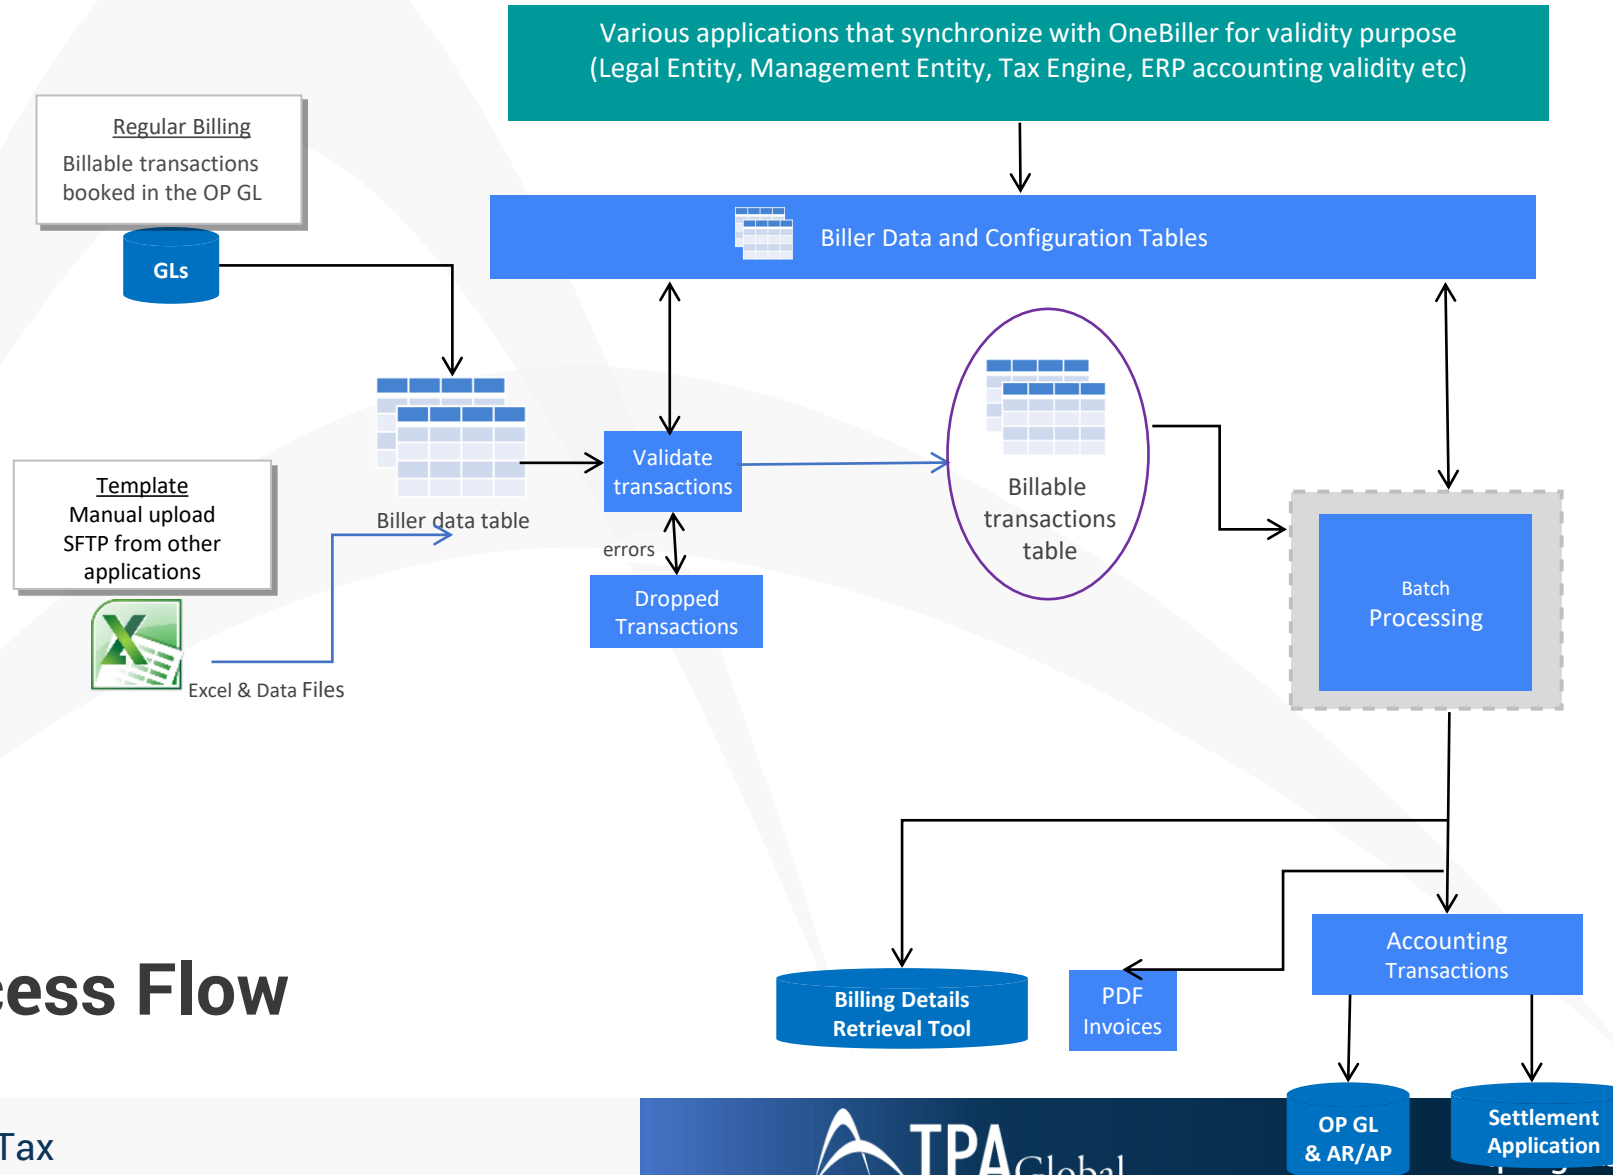 Various applications that synchronize with OneBiller for validity purpose
(Legal Entity, Management Entity, Tax Engine, ERP accounting validity etc)
Regular Billing
Billable transactions
booked in the OP GL
GLs
Biller Data and Configuration Tables
Template
Manual upload
SFTP from other
applications
Excel & Data Files
Biller data table
Validate
transactions
errors
Dropped
Transactions
Billable
transactions
table
Batch
Processing
Billing Details
Retrieval Tool
PDF
Invoices
Accounting
Transactions
OP GL
& AR/AP
Settlement
Application
cess Flow
Tax
TPA Global